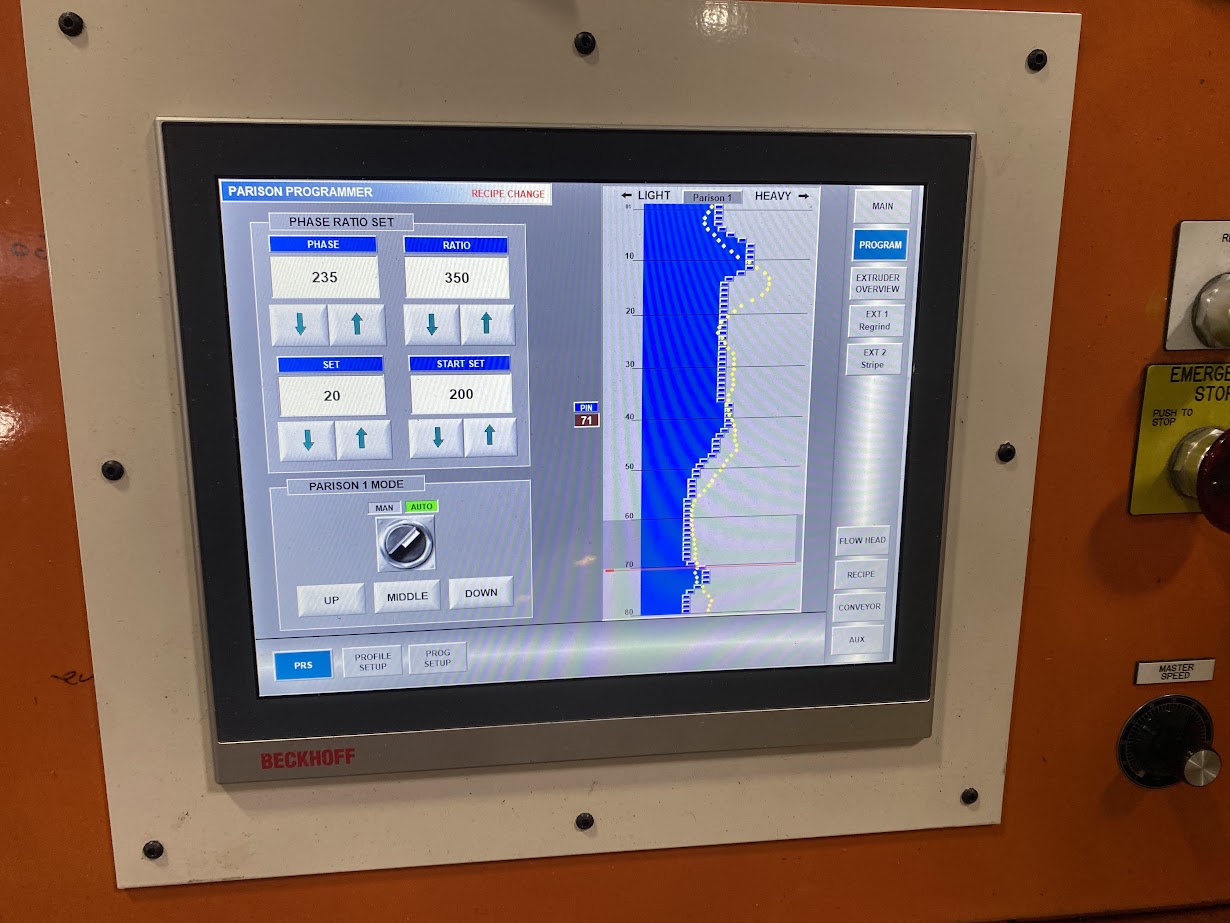 PARISON PROGRAMMER RECIPE CHANGE
PHASE RATIO SET
PHASE RATIO
235 350
SET START SET
20 200
PARISON 1 MODE
MAN AUTO
UP MIDDLE DOWN
PRS
PROFILE
SETUP
PROG
SETUP
PIN
71
← LIGHT Parison 1 HEAVY →
01
10
20
30
40
50
60
70
80
MAIN
PROGRAM
EXTRUDER
OVERVIEW
EXT 1
Regrind
EXT 2
Stripe
FLOW HEAD
RECIPE
CONVEYOR
AUX
BECKHOFF
STOP
PUSH TO
STOP
MASTER
SPEED